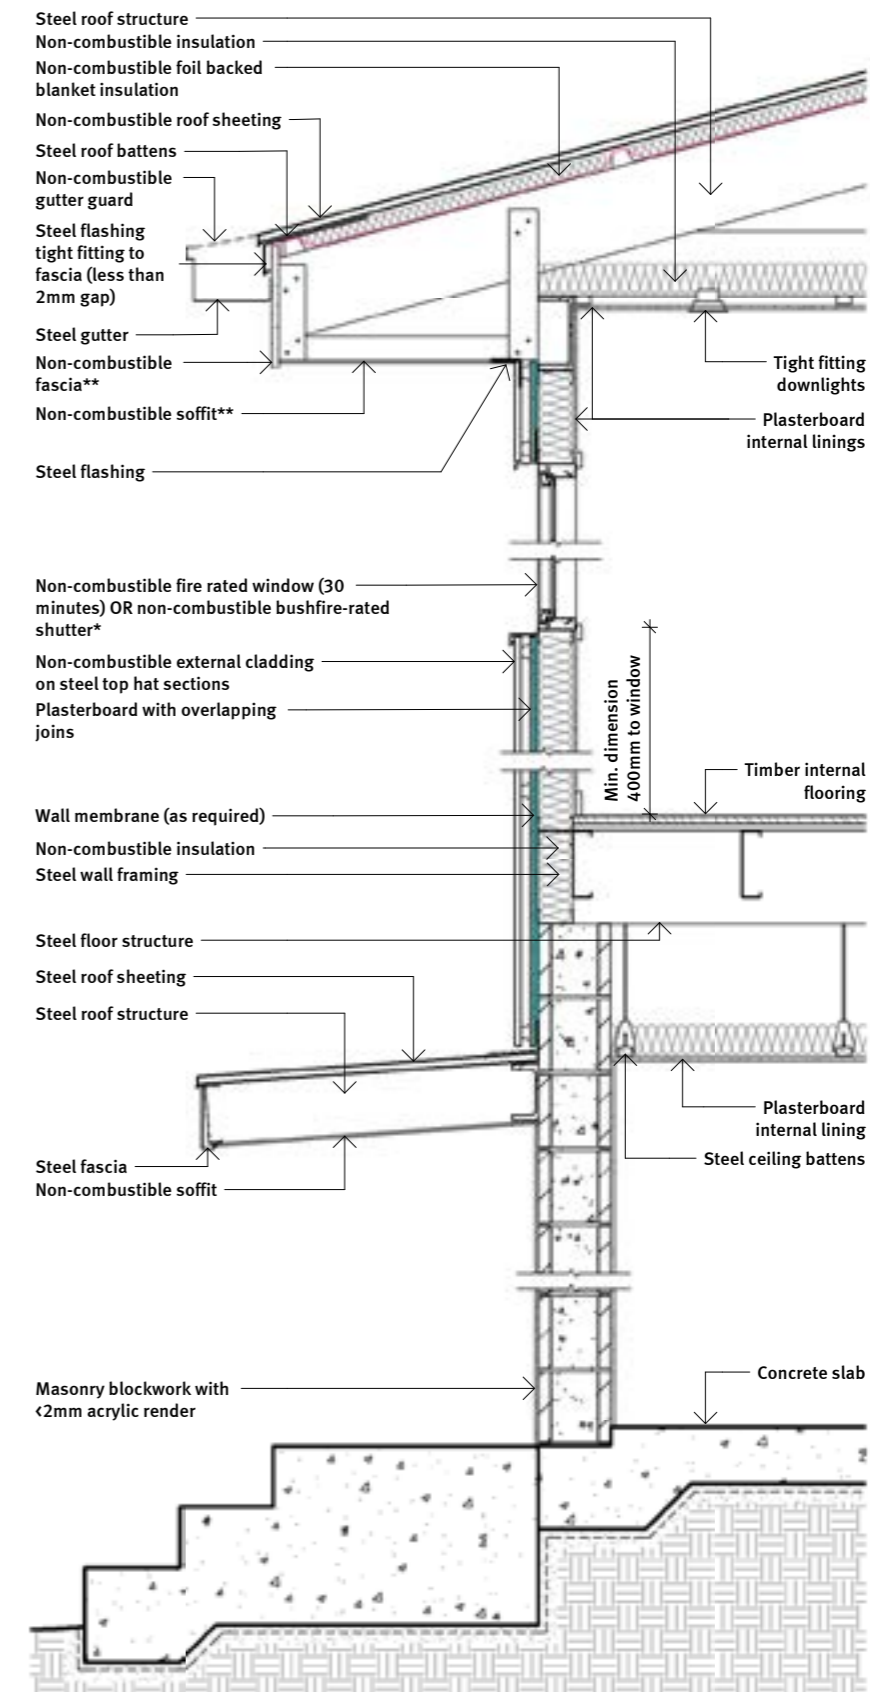 Steel roof structure
Non-combustible insulation
Non-combustible foil backed
blanket insulation
Non-combustible roof sheeting
Steel roof battens
Non-combustible
gutter guard
Steel flashing
tight fitting to
fascia (less than
2mm gap)
Steel gutter
Non-combustible
fascia**
Non-combustible soffit**
Steel flashing
Tight fitting
downlights
Plasterboard
internal linings
Non-combustible fire rated window (30
minutes) OR non-combustible bushfire-rated
shutter*
Non-combustible external cladding
on steel top hat sections
Plasterboard with overlapping
joins
Min. dimension
400mm to window
Timber internal
flooring
Wall membrane (as required)
Non-combustible insulation
Steel wall framing
Steel floor structure
Steel roof sheeting
Steel roof structure
Plasterboard
internal lining
Steel ceiling battens
Steel fascia
Non-combustible soffit
Concrete slab
Masonry blockwork with
<2mm acrylic render